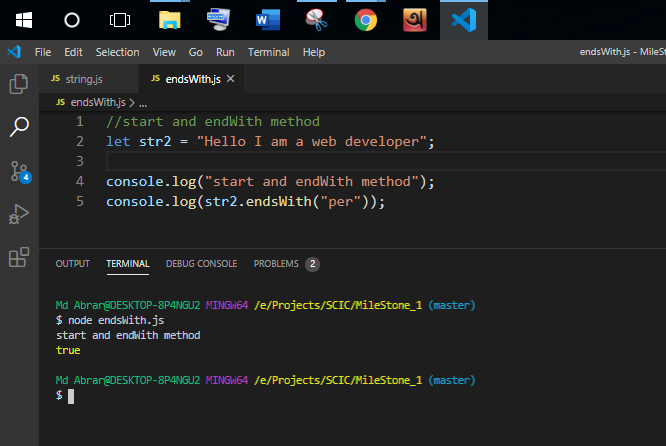 File Edit Selection View Go Run Terminal Help endsWith.js - MileSt
JS string.js JS endsWith.js ×
JS endsWith.js > ...
1 //start and endWith method
2 let str2 = "Hello I am a web developer";
3
4 console.log("start and endWith method");
5 console.log(str2.endsWith("per"));
4
OUTPUT TERMINAL DEBUG CONSOLE PROBLEMS 2
Md Abrar@DESKTOP-8P4NGU2 MINGW64 /e/Projects/SCIC/MileStone_1 (master)
$ node endsWith.js
start and endWith method
true
Md Abrar@DESKTOP-8P4NGU2 MINGW64 /e/Projects/SCIC/MileStone_1 (master)
$